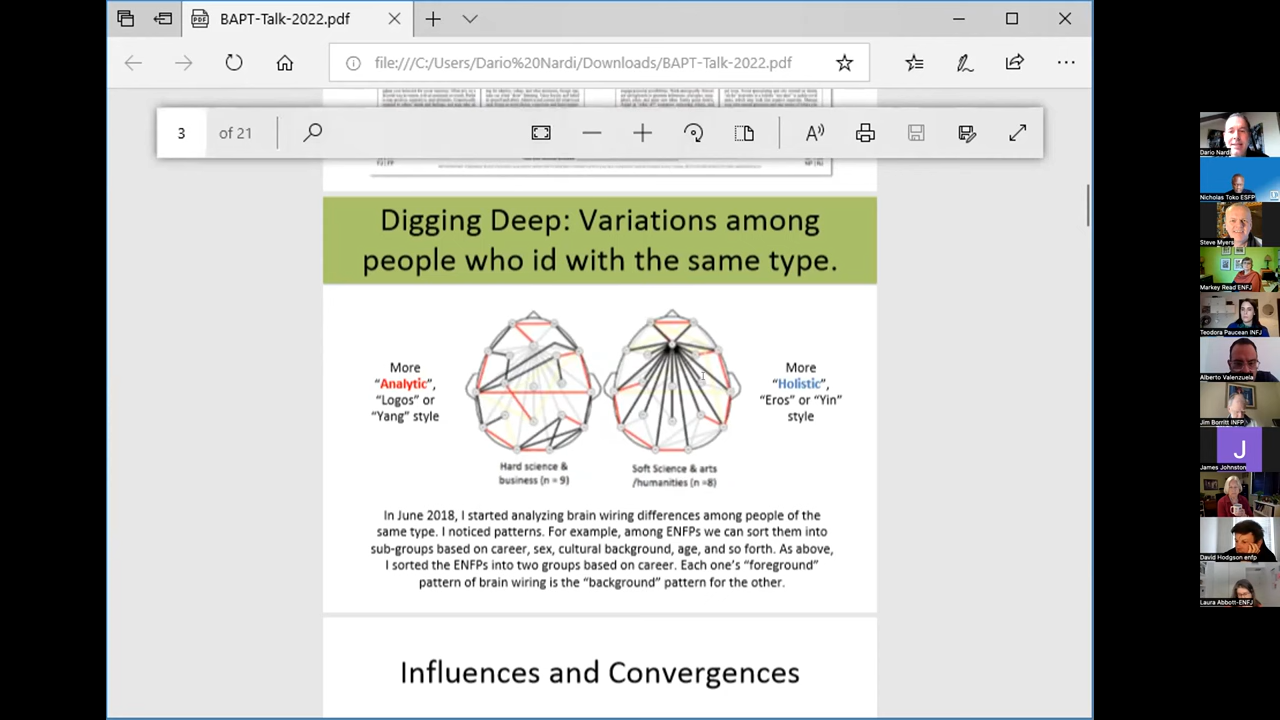 BAPT-Talk-2022.pdf
file:///C:/Users/Dario%20Nardi/Downloads/BAPT-Talk-2022.pdf
3 of 21
Digging Deep: Variations among
people who id with the same type.
More
“Analytic”,
“Logos” or
“Yang” style
Hard science &
business (n = 9)
Soft Science & arts
/humanities (n =8)
More
“Holistic”,
“Eros” or “Yin”
style
In June 2018, I started analyzing brain wiring differences among people of the
same type. I noticed patterns. For example, among ENFPs we can sort them into
sub-groups based on career, sex, cultural background, age, and so forth. As above,
I sorted the ENFPs into two groups based on career. Each one’s “foreground”
pattern of brain wiring is the “background” pattern for the other.
Influences and Convergences
Dario Nardi
Nicholas Toko ESFP
Steve Myers
Markey Read ENFJ
Teodora Paucean INFJ
Alberto Valenzuela
Jim Borritt INFP
J
James Johnston
David Hodgson enfp
Laura Abbott-ENFJ